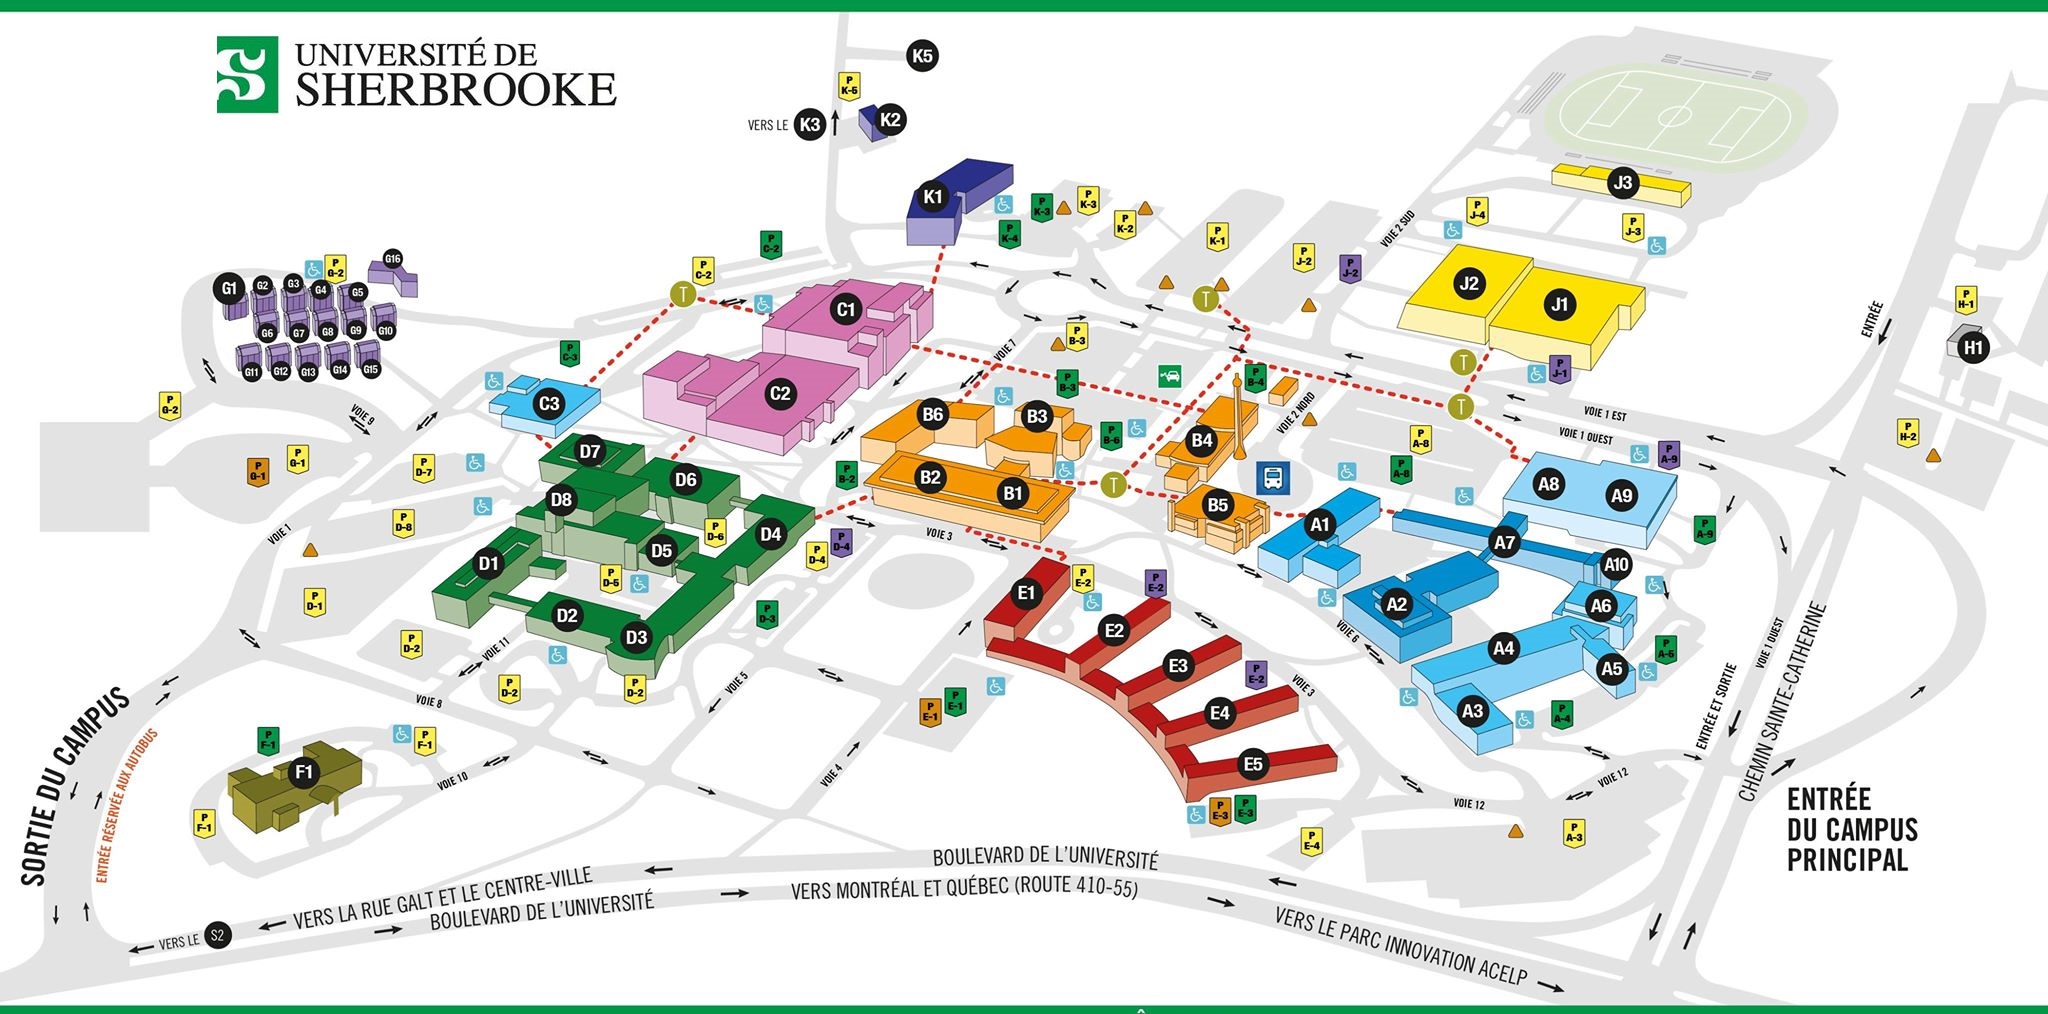 UNIVERSITÉ DE
SHERBROOKE
K5
P
K-6
VERS LE K3
K2
K1
P
K-3
P
K-3
P
K-4
P
K-2
P
K-1
P
J-2
P
J-2
VOIE 2 SUD
P
J-4
P
J-3
J3
J2
J1
P
J-1
ENTRÉE
P
H-1
H1
P
H-2
P
C-2
P
C-2
C1
C2
P
C-3
C3
P
G-2
G16
G1
G2
G3
G4
G5
G6
G7
G8
G9
G10
G11
G12
G13
G14
G15
P
G-2
VOIE 9
P
G-1
P
G-1
P
D-7
P
D-8
VOIE 1
P
D-1
P
D-2
T
T
T
T
T
VOIE 7
P
B-3
P
B-3
P
B-4
P
B-6
P
B-2
B6
B3
B4
B2
B1
B5
VOIE 2 NORD
VOIE 1 EST
VOIE 1 OUEST
P
A-8
P
A-8
P
A-9
P
A-9
A8
A9
A1
A7
A10
A2
A6
A4
A5
A3
P
A-5
P
A-4
D7
D6
D8
D4
D5
D1
D2
D3
P
D-6
P
D-5
P
D-4
P
D-4
P
D-3
P
D-2
P
D-2
VOIE 3
VOIE 11
VOIE 8
VOIE 5
VOIE 10
VOIE 4
VOIE 6
VOIE 3
VOIE 12
VOIE 12
E1
E2
E3
E4
E5
P
E-2
P
E-2
P
E-2
P
E-1
P
E-1
P
E-3
P
E-3
P
E-4
P
A-3
P
F-1
P
F-1
P
F-1
F1
SORTIE DU CAMPUS
ENTRÉE RÉSERVÉE AUX AUTOBUS
ENTRÉE ET SORTIE
VOIE 1 OUEST
CHEMIN SAINTE-CATHERINE
ENTRÉE
DU CAMPUS
PRINCIPAL
BOULEVARD DE L'UNIVERSITÉ
VERS LA RUE GALT ET LE CENTRE-VILLE
BOULEVARD DE L'UNIVERSITÉ
VERS MONTRÉAL ET QUÉBEC (ROUTE 410-55)
VERS LE PARC INNOVATION ACELP
VERS LE S2